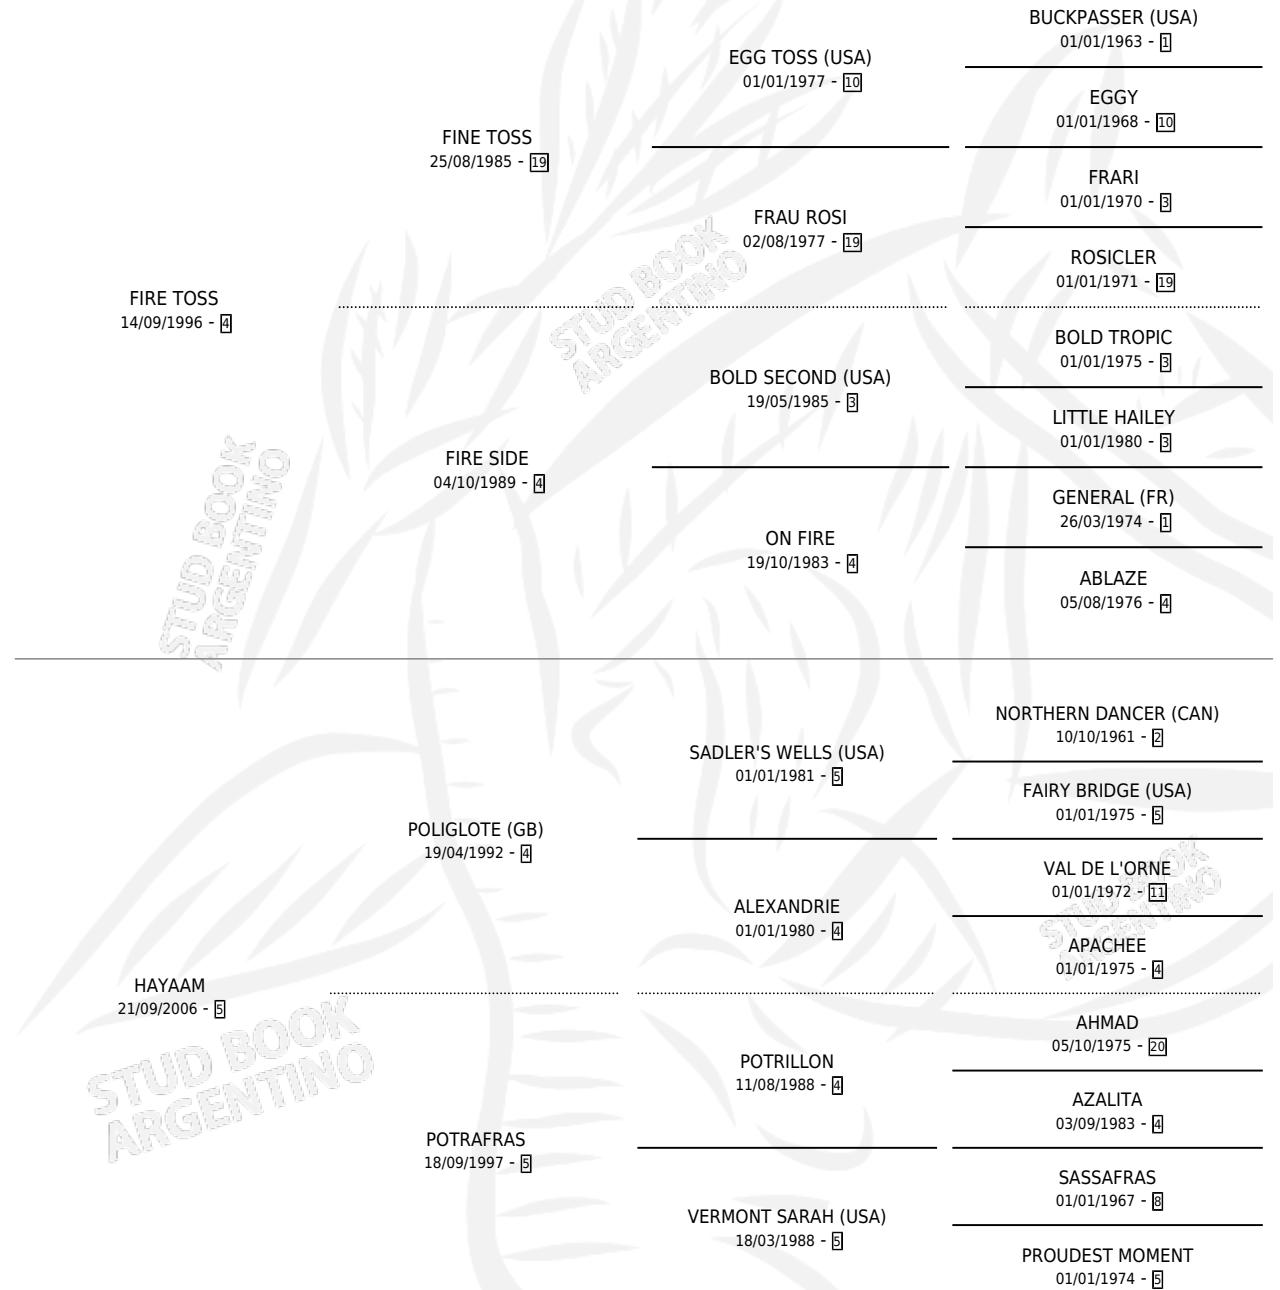 BUCKPASSER (USA)
01/01/1963 - 1
EGG TOSS (USA)
01/01/1977 - 10
EGGY
01/01/1968 - 10
FINE TOSS
25/08/1985 - 19
FRARI
01/01/1970 - 3
FRAU ROSI
02/08/1977 - 19
ROSICLER
01/01/1971 - 19
FIRE TOSS
14/09/1996 - 4
STUD BOOK
ARGENTINO
BOLD TROPIC
01/01/1975 - 3
BOLD SECOND (USA)
19/05/1985 - 3
LITTLE HAILEY
01/01/1980 - 3
FIRE SIDE
04/10/1989 - 4
GENERAL (FR)
26/03/1974 - 1
ON FIRE
19/10/1983 - 4
ABLAZE
05/08/1976 - 4
STUD BOOK
ARGENTINO
NORTHERN DANCER (CAN)
10/10/1961 - 2
SADLER'S WELLS (USA)
01/01/1981 - 5
FAIRY BRIDGE (USA)
01/01/1975 - 5
POLIGLOTE (GB)
19/04/1992 - 4
VAL DE L'ORNE
01/01/1972 - 11
ALEXANDRIE
01/01/1980 - 4
STUD BOOK
ARGENTINO
APACHEE
01/01/1975 - 4
HAYAAM
21/09/2006 - 5
AHMAD
05/10/1975 - 20
STUD BOOK
ARGENTINO
POTRILLON
11/08/1988 - 4
AZALITA
03/09/1983 - 4
POTRAFRAS
18/09/1997 - 5
SASSAFRAS
01/01/1967 - 8
VERMONT SARAH (USA)
18/03/1988 - 5
PROUDEST MOMENT
01/01/1974 - 5